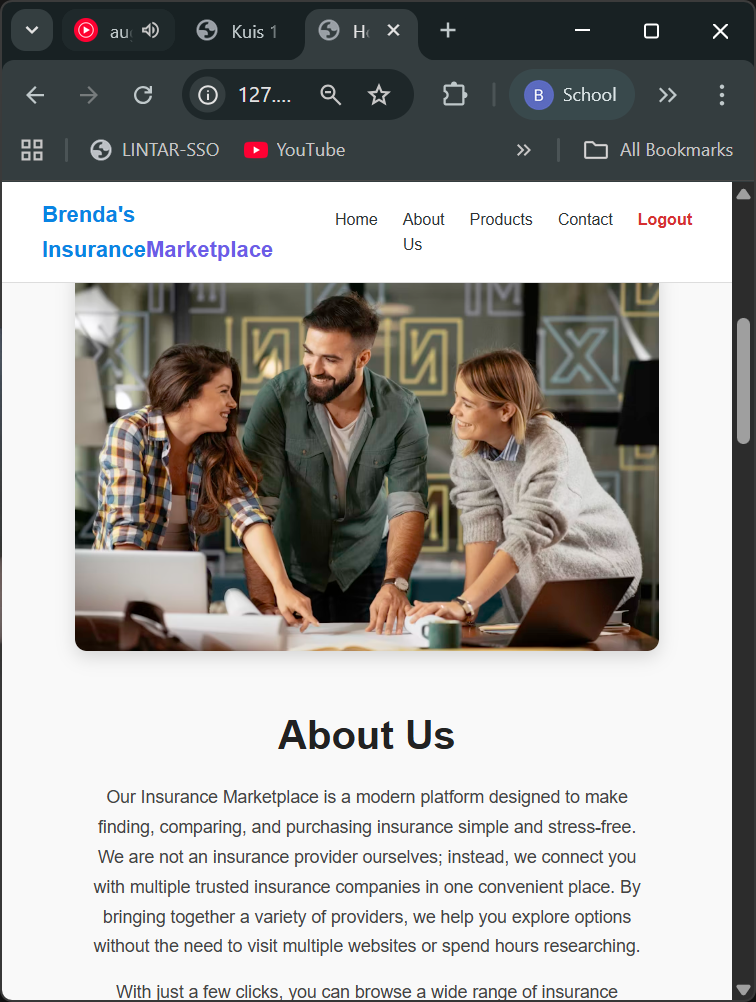 au
Kuis 1
H
127....
B
School
LINTAR-SSO
YouTube
All Bookmarks
Brenda's
InsuranceMarketplace
Home
About
Us
Products
Contact
Logout
About Us
Our Insurance Marketplace is a modern platform designed to make
finding, comparing, and purchasing insurance simple and stress-free.
We are not an insurance provider ourselves; instead, we connect you
with multiple trusted insurance companies in one convenient place. By
bringing together a variety of providers, we help you explore options
without the need to visit multiple websites or spend hours researching.
With just a few clicks, you can browse a wide range of insurance